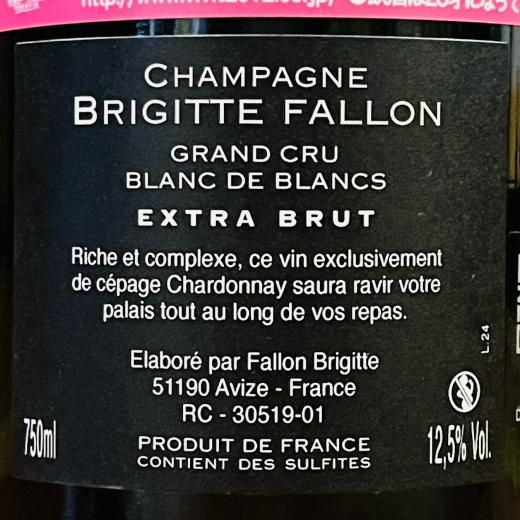 CHAMPAGNE
BRIGITTE FALLON
GRAND CRU
BLANC DE BLANCS
EXTRA BRUT
Riche et complexe, ce vin exclusivement
de cépage Chardonnay saura ravir votre
palais tout au long de vos repas.
L.24
Elaboré par Fallon Brigitte
51190 Avize - France
RC - 30519-01
750ml
PRODUIT DE FRANCE
CONTIENT DES SULFITES
12,5% Vol.